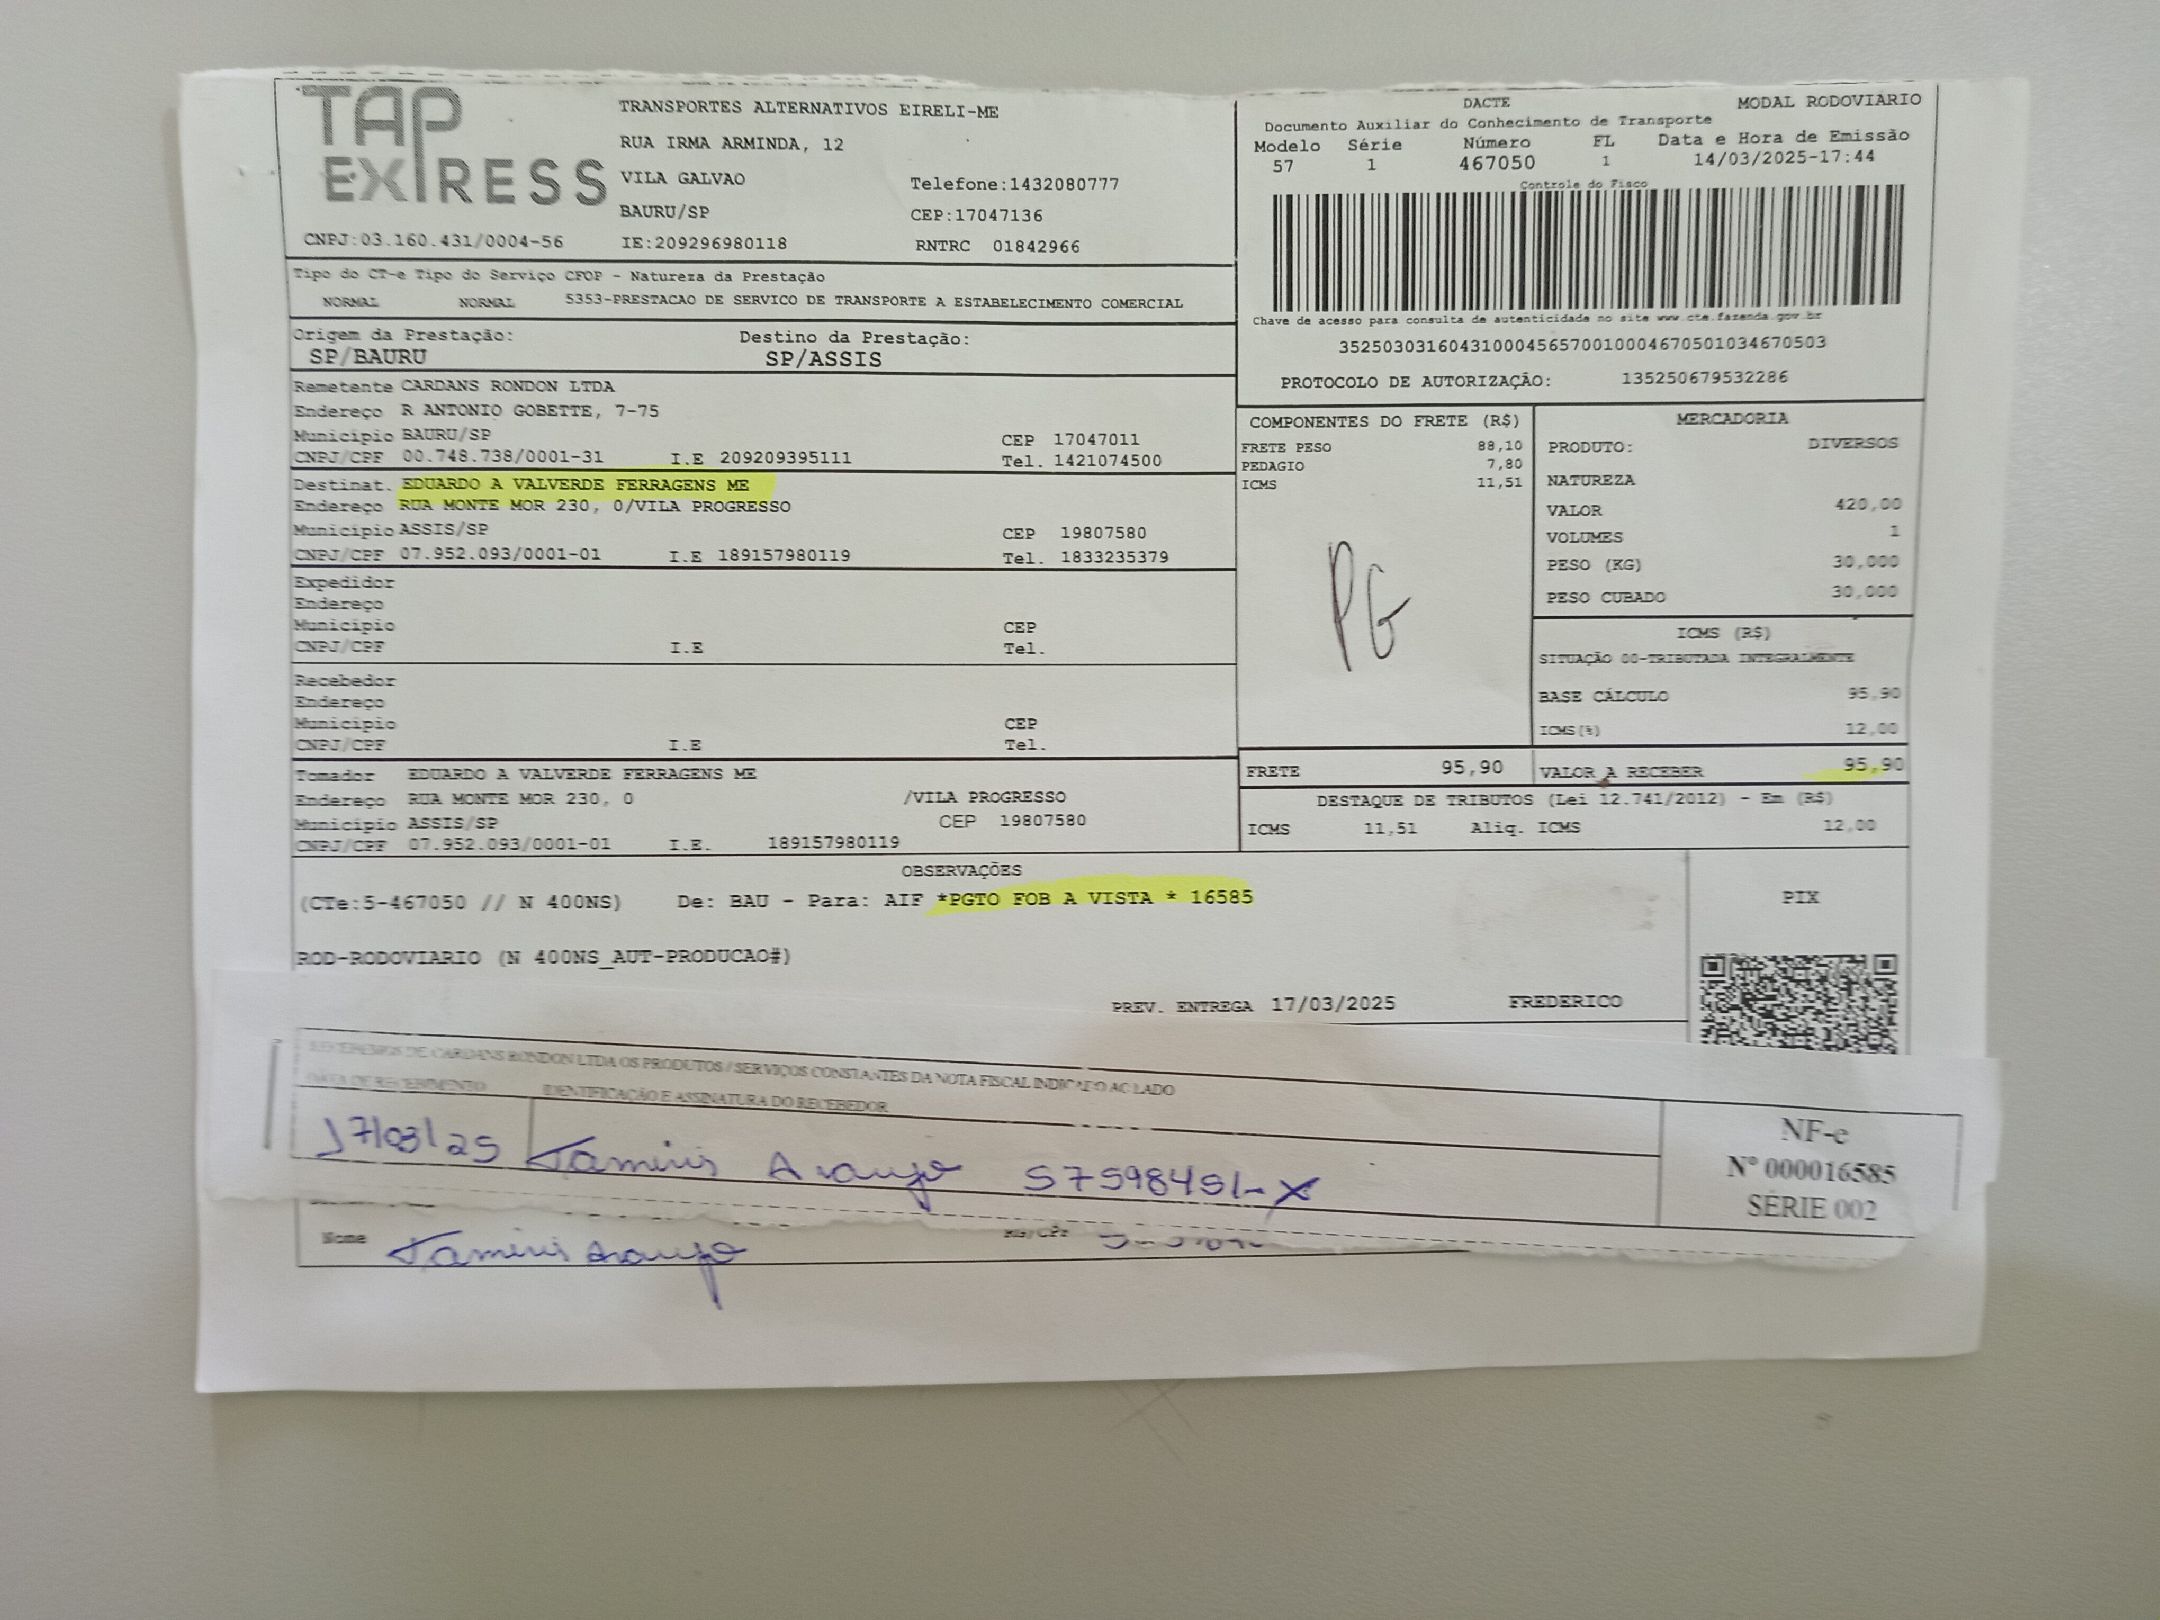 TAP EXPRESS
TRANSPORTES ALTERNATIVOS EIRELI-ME
RUA IRMA ARMINDA, 12
VILA GALVAO
Telefone:1432080777
BAURU/SP
CEP:17047136
CNPJ:03.160.431/0004-56
IE:209296980118
RNTRC 01842966
DACTE
MODAL RODOVIARIO
Documento Auxiliar do Conhecimento de Transporte
Modelo Série Número FL Data e Hora de Emissão
57 1 467050 1 14/03/2025-17:44
Controle do Fisco
Chave de acesso para consulta de autenticidade no site www.cte.fazenda.gov.br
35250303160431000456570010004670501034670503
PROTOCOLO DE AUTORIZAÇÃO: 135250679532286
Tipo do CT-e Tipo do Serviço CFOP - Natureza da Prestação
NORMAL NORMAL 5353-PRESTACAO DE SERVICO DE TRANSPORTE A ESTABELECIMENTO COMERCIAL
Origem da Prestação: Destino da Prestação:
SP/BAURU SP/ASSIS
Remetente CARDANS RONDON LTDA
Endereço R ANTONIO GOBETTE, 7-75
Municipio BAURU/SP CEP 17047011
CNPJ/CPF 00.748.738/0001-31 I.E 209209395111 Tel. 1421074500
Destinat. EDUARDO A VALVERDE FERRAGENS ME
Endereço RUA MONTE MOR 230, 0/VILA PROGRESSO
Municipio ASSIS/SP CEP 19807580
CNPJ/CPF 07.952.093/0001-01 I.E 189157980119 Tel. 1833235379
Expedidor
Endereço
Municipio CEP
CNPJ/CPF I.E Tel.
Recebedor
Endereço
Municipio CEP
CNPJ/CPF I.E Tel.
Tomador EDUARDO A VALVERDE FERRAGENS ME
Endereço RUA MONTE MOR 230, 0 /VILA PROGRESSO
Municipio ASSIS/SP CEP 19807580
CNPJ/CPF 07.952.093/0001-01 I.E. 189157980119
COMPONENTES DO FRETE (R$)
FRETE PESO 88,10
PEDAGIO 7,80
ICMS 11,51
PG
MERCADORIA
PRODUTO: DIVERSOS
NATUREZA
VALOR 420,00
VOLUMES 1
PESO (KG) 30,000
PESO CUBADO 30,000
ICMS (R$)
SITUAÇÃO 00-TRIBUTADA INTEGRALMENTE
BASE CÁLCULO 95,90
ICMS(%) 12,00
FRETE 95,90 VALOR A RECEBER 95,90
DESTAQUE DE TRIBUTOS (Lei 12.741/2012) - Em (R$)
ICMS 11,51 Aliq. ICMS 12,00
OBSERVAÇÕES
(CTe:5-467050 // N 400NS) De: BAU - Para: AIF *PGTO FOB A VISTA * 16585
PIX
ROD-RODOVIARIO (N 400NS_AUT-PRODUCAO#)
PREV. ENTREGA 17/03/2025 FREDERICO
RECEBEMOS DE CARDANS RONDON LTDA OS PRODUTOS / SERVIÇOS CONSTANTES DA NOTA FISCAL INDICADO AO LADO
DATA DE RECEBIMENTO IDENTIFICAÇÃO E ASSINATURA DO RECEBEDOR
17/03/25 Tamiris Araujo 57598451-X
NF-e
Nº 000016585
SÉRIE 002
Nome Tamiris Araujo RG/CPF